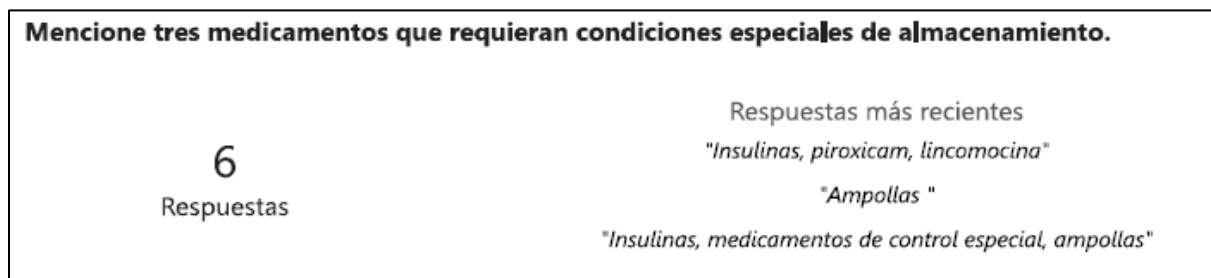 Mencione tres medicamentos que requieran condiciones especiales de almacenamiento.
6
Respuestas
Respuestas más recientes
"Insulinas, piroxicam, lincomocina"
"Ampollas "
"Insulinas, medicamentos de control especial, ampollas"